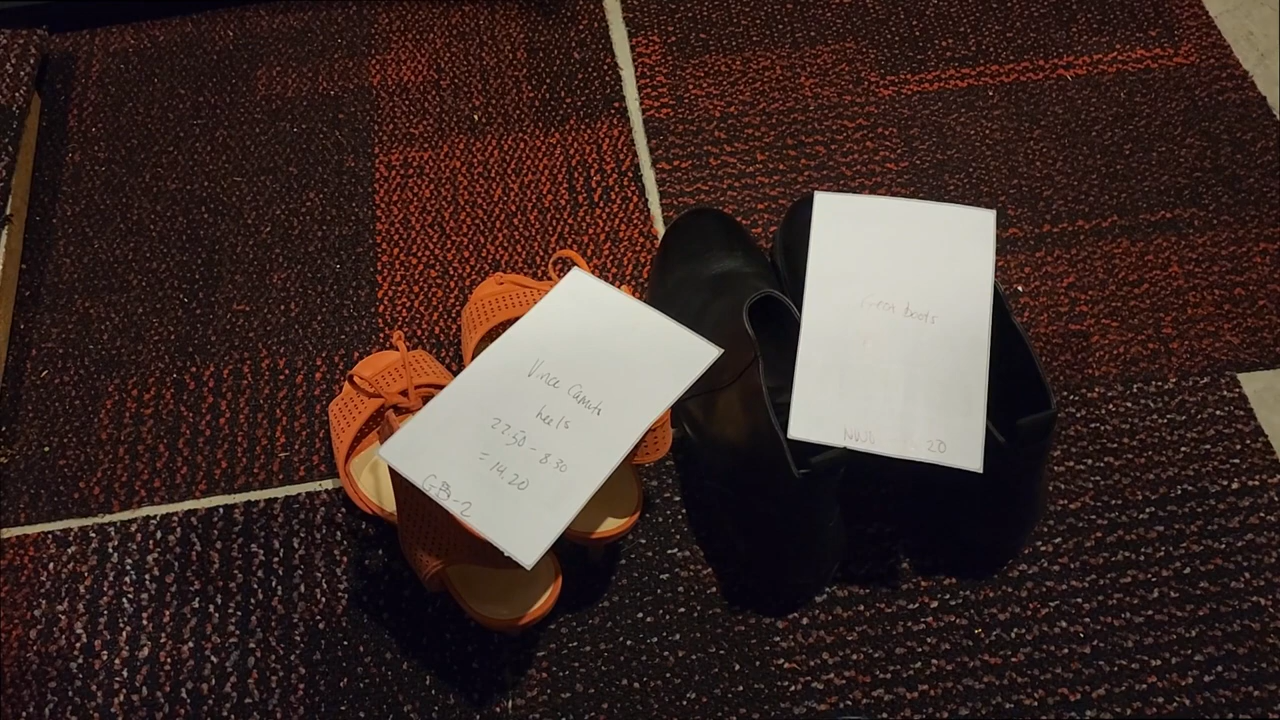 Vince Camuto
heels
22.50 - 8.30
= 14.20
GB-2
boots
20